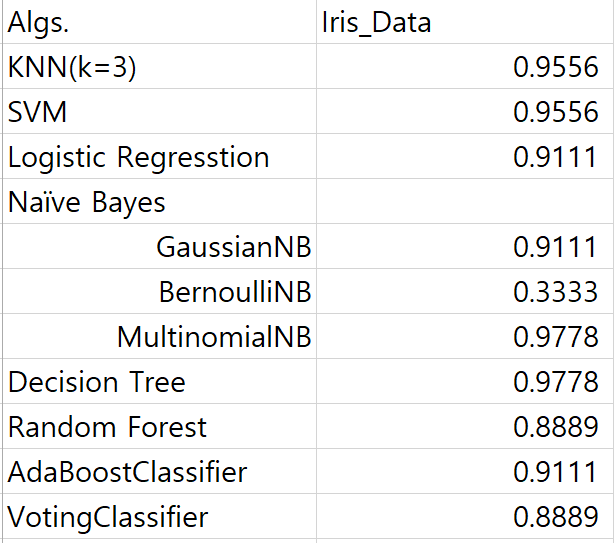 Algs. Iris_Data
KNN(k=3) 0.9556
SVM 0.9556
Logistic Regresstion 0.9111
Naïve Bayes
GaussianNB 0.9111
BernoulliNB 0.3333
MultinomialNB 0.9778
Decision Tree 0.9778
Random Forest 0.8889
AdaBoostClassifier 0.9111
VotingClassifier 0.8889